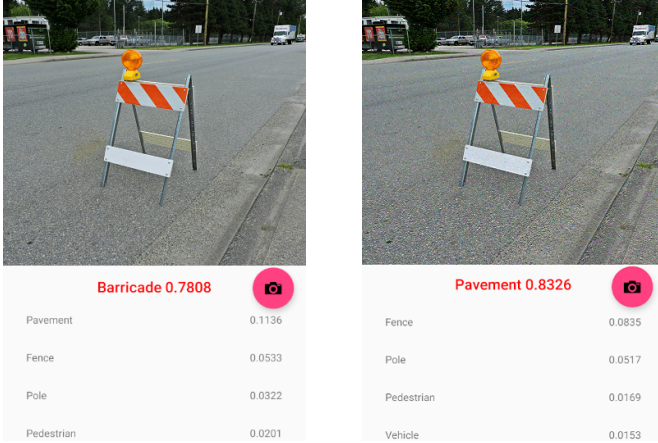 Barricade 0.7808
Pavement 0.1136
Fence 0.0533
Pole 0.0322
Pedestrian 0.0201
Pavement 0.8326
Fence 0.0835
Pole 0.0517
Pedestrian 0.0169
Vehicle 0.0153